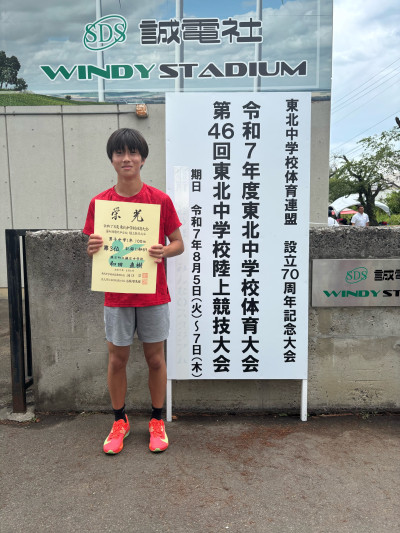 SDS 誠電社
WINDY STADIUM
東北中学校体育連盟 設立70周年記念大会
令和7年度東北中学校体育大会
第46回東北中学校陸上競技大会
期日 令和7年8月5日(火)～7日(木)
栄光
SDS 誠電
WINDY STADI